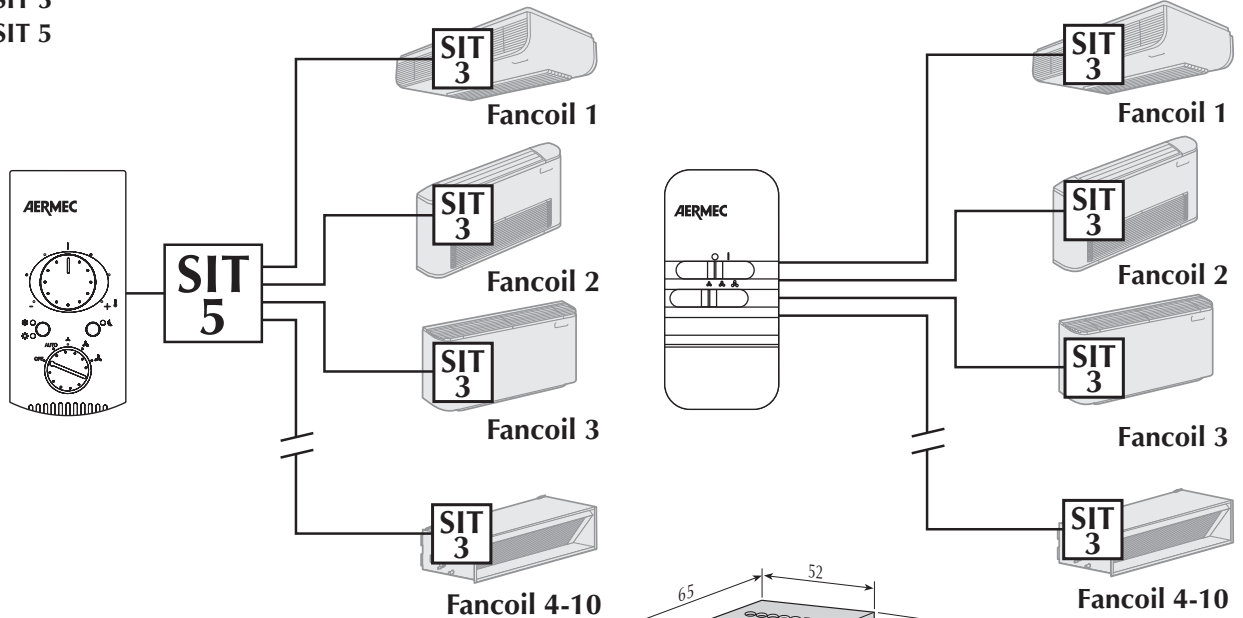 SIT 5
SIT 3
Fancoil 1
SIT 3
Fancoil 2
SIT 3
Fancoil 3
SIT 3
Fancoil 4-10
AERMEC
- +
AUTO
OFF
SIT 5
AERMEC
O I
SIT 3
Fancoil 1
SIT 3
Fancoil 2
SIT 3
Fancoil 3
SIT 3
Fancoil 4-10
65
52